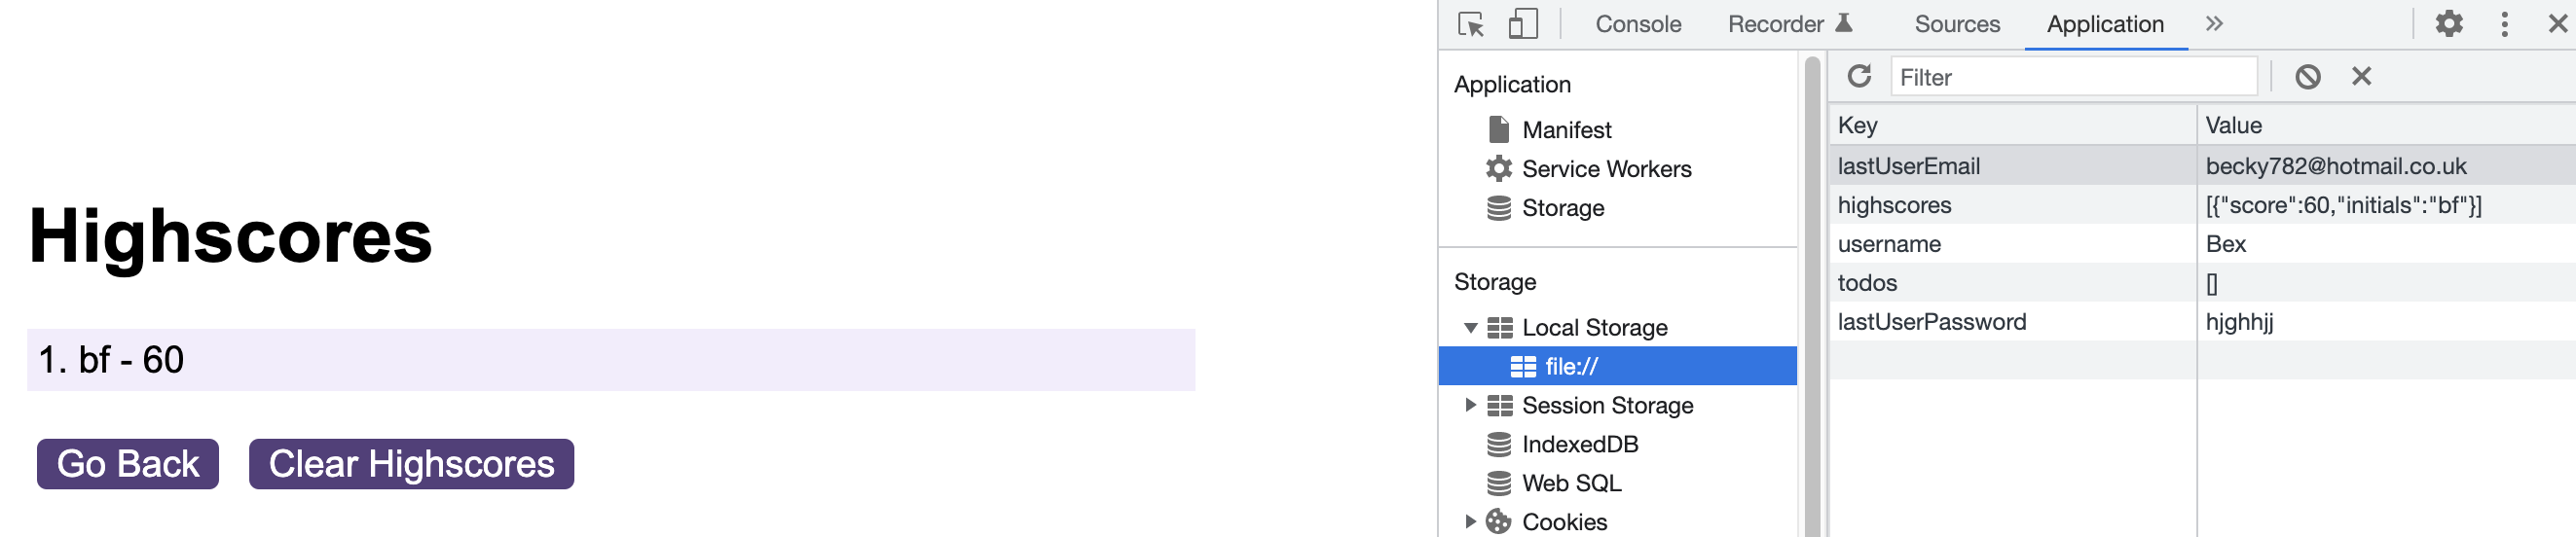 Highscores
1. bf - 60
Go Back
Clear Highscores
Console
Recorder
Sources
Application
Application
Manifest
Service Workers
Storage
Storage
Local Storage
file://
Session Storage
IndexedDB
Web SQL
Cookies
Filter
Key Value
lastUserEmail becky782@hotmail.co.uk
highscores [{"score":60,"initials":"bf"}]
username Bex
todos []
lastUserPassword hjghhjj